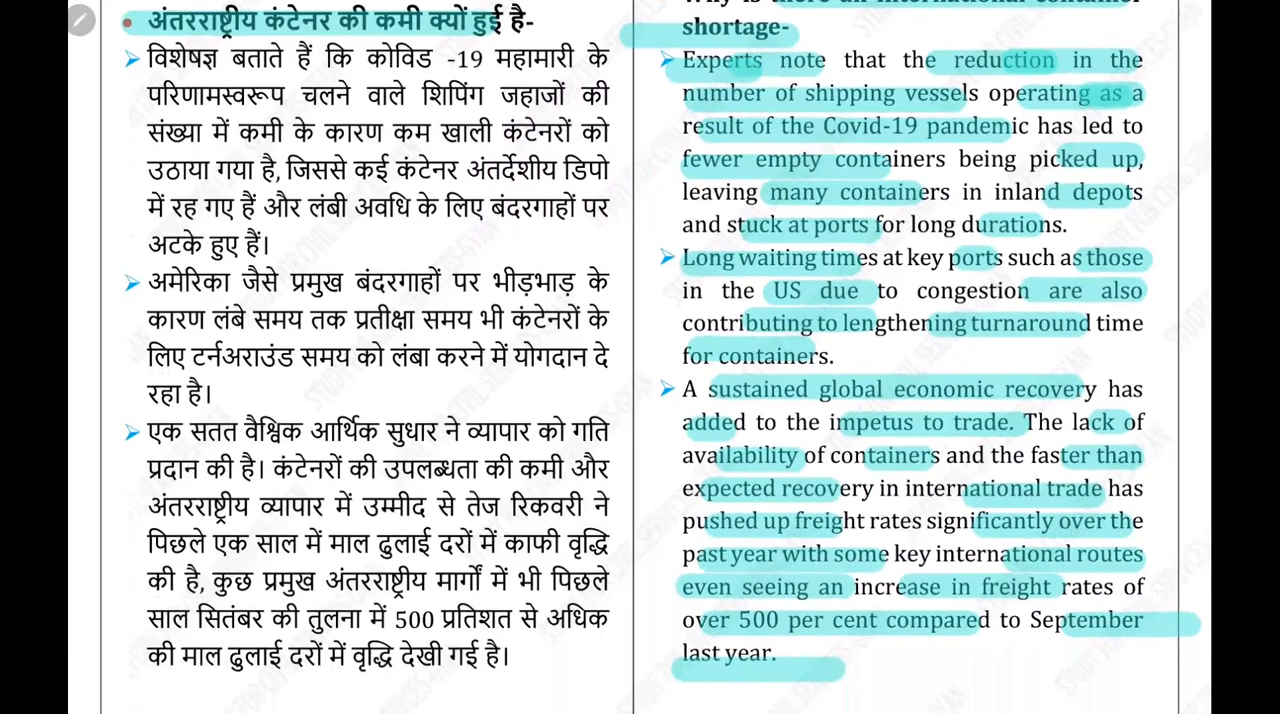 • अंतरराष्ट्रीय कंटेनर की कमी क्यों हुई है-
➢ विशेषज्ञ बताते हैं कि कोविड -19 महामारी के
परिणामस्वरूप चलने वाले शिपिंग जहाजों की
संख्या में कमी के कारण कम खाली कंटेनरों को
उठाया गया है, जिससे कई कंटेनर अंतर्देशीय डिपो
में रह गए हैं और लंबी अवधि के लिए बंदरगाहों पर
अटके हुए हैं।
➢ अमेरिका जैसे प्रमुख बंदरगाहों पर भीड़भाड़ के
कारण लंबे समय तक प्रतीक्षा समय भी कंटेनरों के
लिए टर्नअराउंड समय को लंबा करने में योगदान दे
रहा है।
➢ एक सतत वैश्विक आर्थिक सुधार ने व्यापार को गति
प्रदान की है। कंटेनरों की उपलब्धता की कमी और
अंतरराष्ट्रीय व्यापार में उम्मीद से तेज रिकवरी ने
पिछले एक साल में माल ढुलाई दरों में काफी वृद्धि
की है, कुछ प्रमुख अंतरराष्ट्रीय मार्गों में भी पिछले
साल सितंबर की तुलना में 500 प्रतिशत से अधिक
की माल ढुलाई दरों में वृद्धि देखी गई है।
Why is there an international container
shortage-
➢ Experts note that the reduction in the
number of shipping vessels operating as a
result of the Covid-19 pandemic has led to
fewer empty containers being picked up,
leaving many containers in inland depots
and stuck at ports for long durations.
➢ Long waiting times at key ports such as those
in the US due to congestion are also
contributing to lengthening turnaround time
for containers.
➢ A sustained global economic recovery has
added to the impetus to trade. The lack of
availability of containers and the faster than
expected recovery in international trade has
pushed up freight rates significantly over the
past year with some key international routes
even seeing an increase in freight rates of
over 500 per cent compared to September
last year.